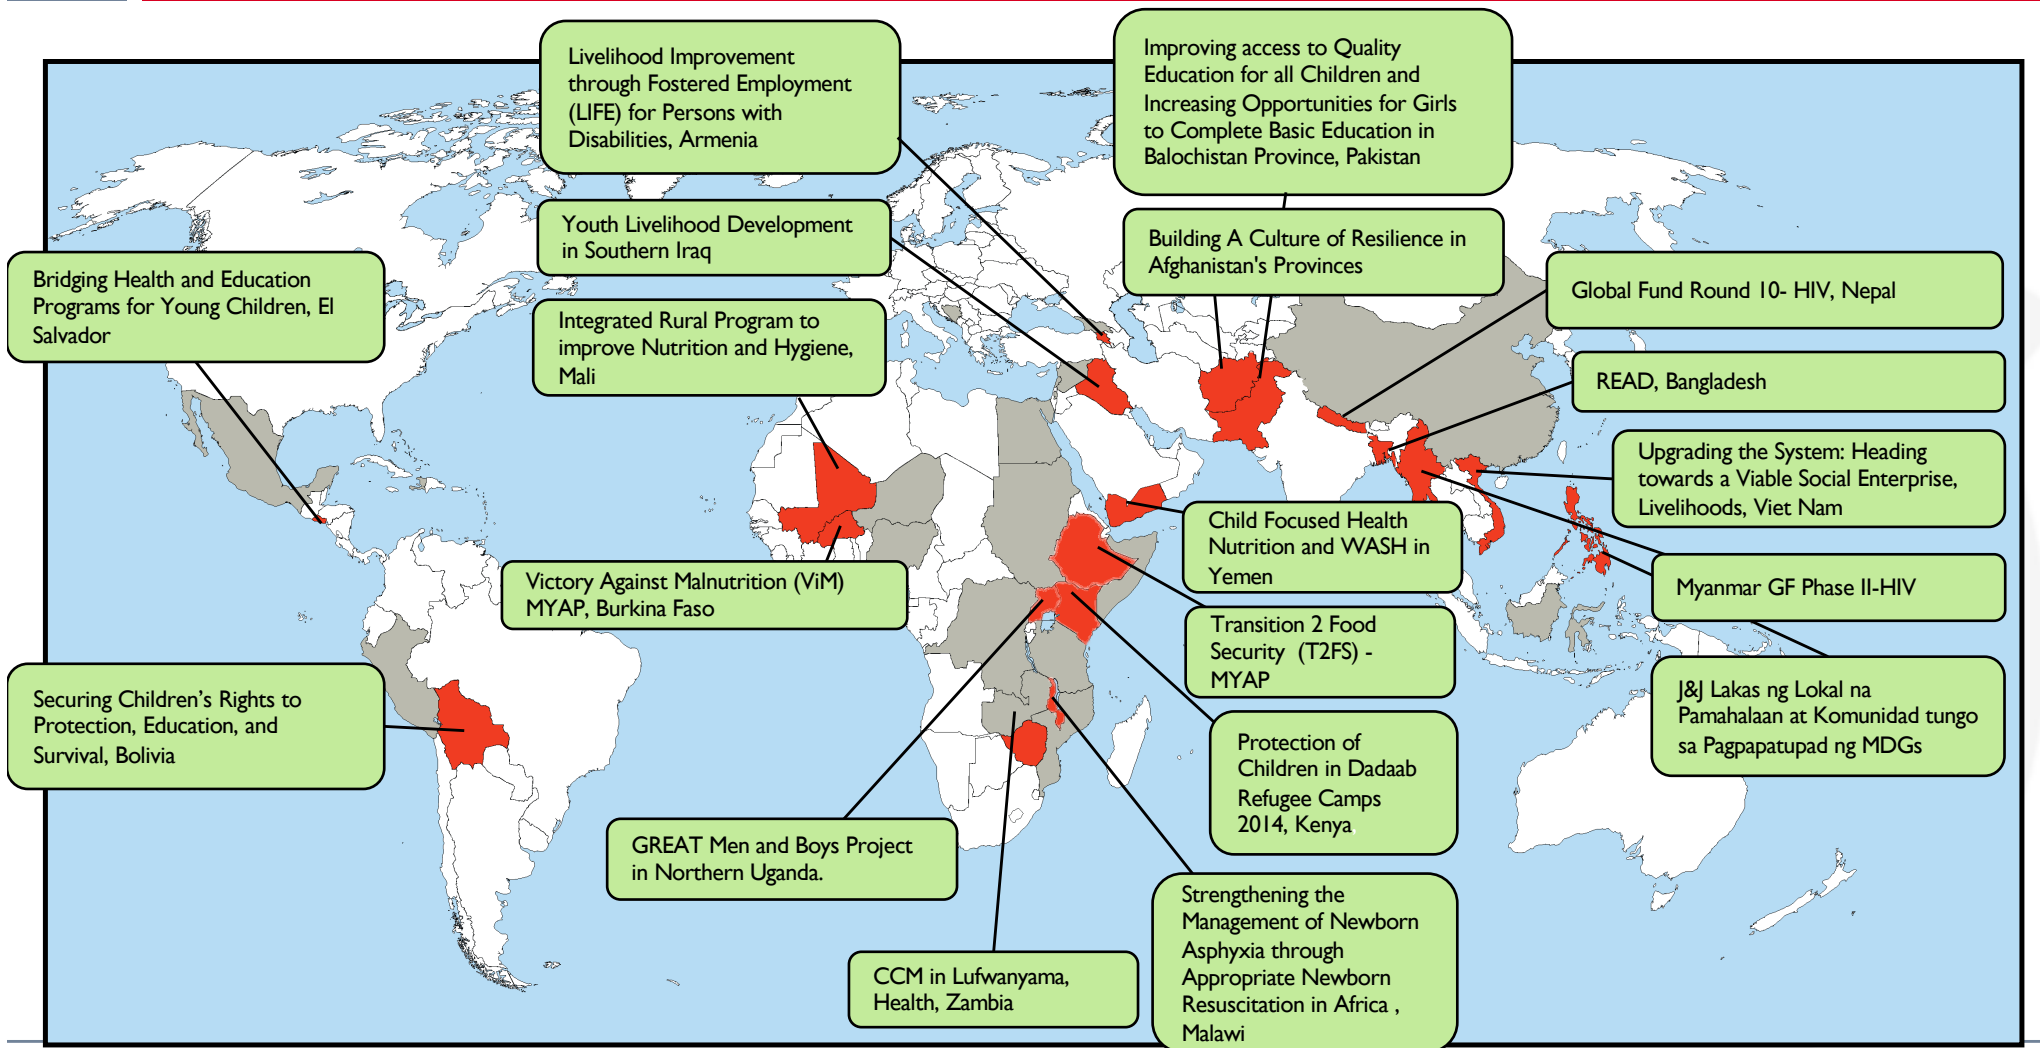 Livelihood Improvement
through Fostered Employment
(LIFE) for Persons with
Disabilities, Armenia
Improving access to Quality
Education for all Children and
Increasing Opportunities for Girls
to Complete Basic Education in
Balochistan Province, Pakistan
Youth Livelihood Development
in Southern Iraq
Building A Culture of Resilience in
Afghanistan's Provinces
Bridging Health and Education
Programs for Young Children, El
Salvador
Global Fund Round 10- HIV, Nepal
Integrated Rural Program to
improve Nutrition and Hygiene,
Mali
READ, Bangladesh
Upgrading the System: Heading
towards a Viable Social Enterprise,
Livelihoods, Viet Nam
Child Focused Health
Nutrition and WASH in
Yemen
Victory Against Malnutrition (ViM)
MYAP, Burkina Faso
Myanmar GF Phase II-HIV
Transition 2 Food
Security (T2FS) -
MYAP
Securing Children’s Rights to
Protection, Education, and
Survival, Bolivia
J&J Lakas ng Lokal na
Pamahalaan at Komunidad tungo
sa Pagpapatupad ng MDGs
Protection of
Children in Dadaab
Refugee Camps
2014, Kenya
GREAT Men and Boys Project
in Northern Uganda.
Strengthening the
Management of Newborn
Asphyxia through
Appropriate Newborn
Resuscitation in Africa ,
Malawi
CCM in Lufwanyama,
Health, Zambia